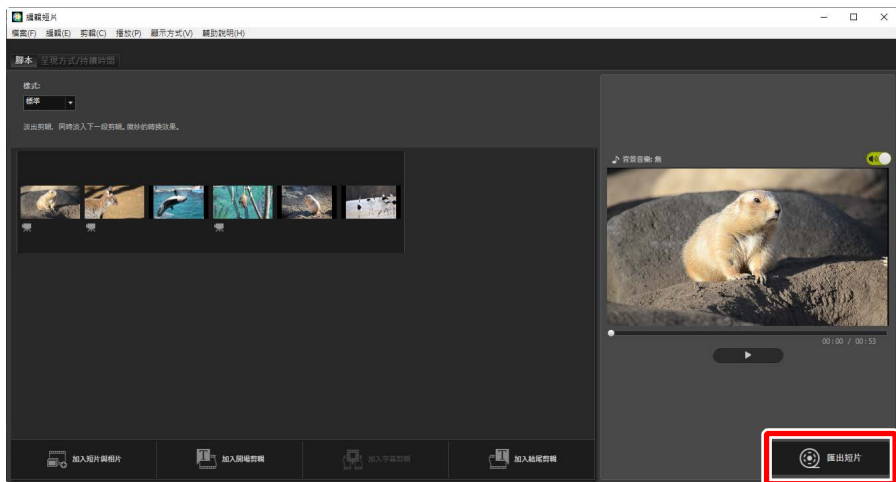 編輯短片
檔案(F) 編輯(E) 剪輯(C) 播放(P) 顯示方式(V) 輔助說明(H)
腳本 呈現方式/持續時間
樣式:
標準
淡出剪輯，同時淡入下一段剪輯。微妙的轉換效果。
背景音樂: 無
00:00 / 00:53
加入短片與相片
加入開場剪輯
加入字幕剪輯
加入結尾剪輯
匯出短片